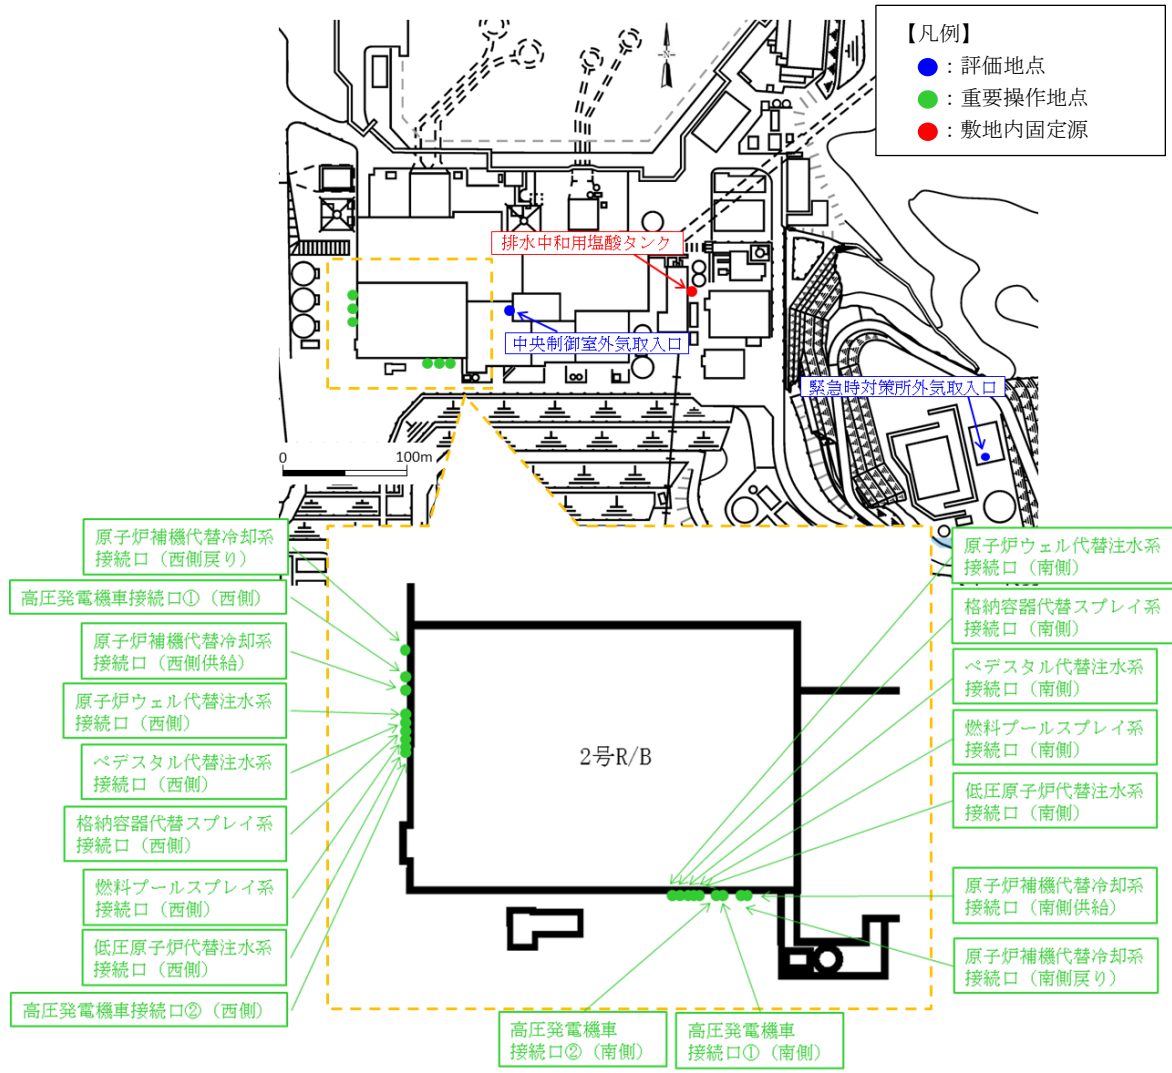 【凡例】
●：評価地点
●：重要操作地点
●：敷地内固定源
排水中和用塩酸タンク
中央制御室外気取入口
緊急時対策所外気取入口
0 100m
原子炉補機代替冷却系
接続口（西側戻り）
高圧発電機車接続口①（西側）
原子炉補機代替冷却系
接続口（西側供給）
原子炉ウェル代替注水系
接続口（西側）
ペデスタル代替注水系
接続口（西側）
格納容器代替スプレイ系
接続口（西側）
燃料プールスプレイ系
接続口（西側）
低圧原子炉代替注水系
接続口（西側）
高圧発電機車接続口②（西側）
2号R/B
原子炉ウェル代替注水系
接続口（南側）
格納容器代替スプレイ系
接続口（南側）
ペデスタル代替注水系
接続口（南側）
燃料プールスプレイ系
接続口（南側）
低圧原子炉代替注水系
接続口（南側）
原子炉補機代替冷却系
接続口（南側供給）
原子炉補機代替冷却系
接続口（南側戻り）
高圧発電機車
接続口②（南側）
高圧発電機車
接続口①（南側）